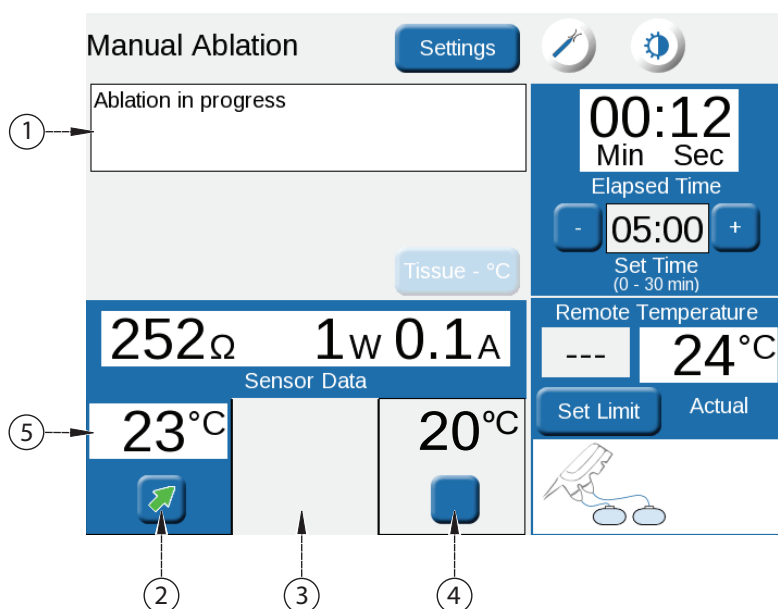 Manual Ablation
Settings
Ablation in progress
Tissue - °C
252Ω 1W 0.1A
Sensor Data
23°C
20°C
00:12
Min Sec
Elapsed Time
- 05:00 +
Set Time
(0 - 30 min)
Remote Temperature
--- 24°C
Set Limit Actual
1
5
2
3
4